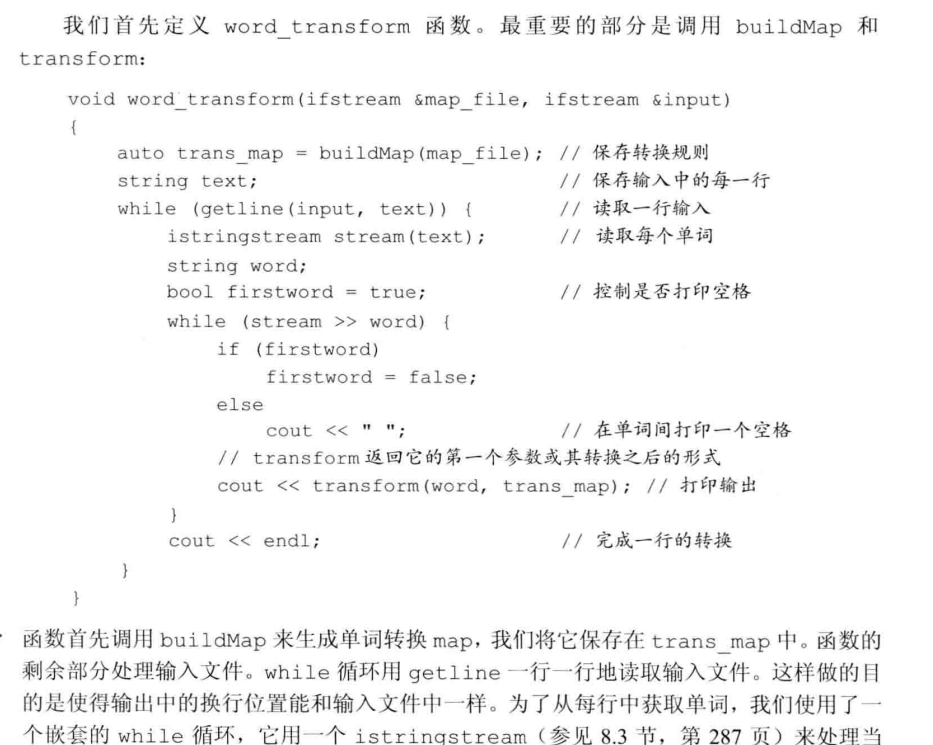 我们首先定义 word_transform 函数。最重要的部分是调用 buildMap 和
transform:
void word_transform(ifstream &map_file, ifstream &input)
{
    auto trans_map = buildMap(map_file); // 保存转换规则
    string text;                         // 保存输入中的每一行
    while (getline(input, text)) {       // 读取一行输入
        istringstream stream(text);      // 读取每个单词
        string word;
        bool firstword = true;           // 控制是否打印空格
        while (stream >> word) {
            if (firstword)
                firstword = false;
            else
                cout << " ";             // 在单词间打印一个空格
            // transform返回它的第一个参数或其转换之后的形式
            cout << transform(word, trans_map); // 打印输出
        }
        cout << endl;                    // 完成一行的转换
    }
}
函数首先调用 buildMap 来生成单词转换 map，我们将它保存在 trans_map 中。函数的
剩余部分处理输入文件。while 循环用 getline 一行一行地读取输入文件。这样做的目
的是使得输出中的换行位置能和输入文件中一样。为了从每行中获取单词，我们使用了一
个嵌套的 while 循环，它用一个 istringstream（参见 8.3 节，第 287 页）来处理当